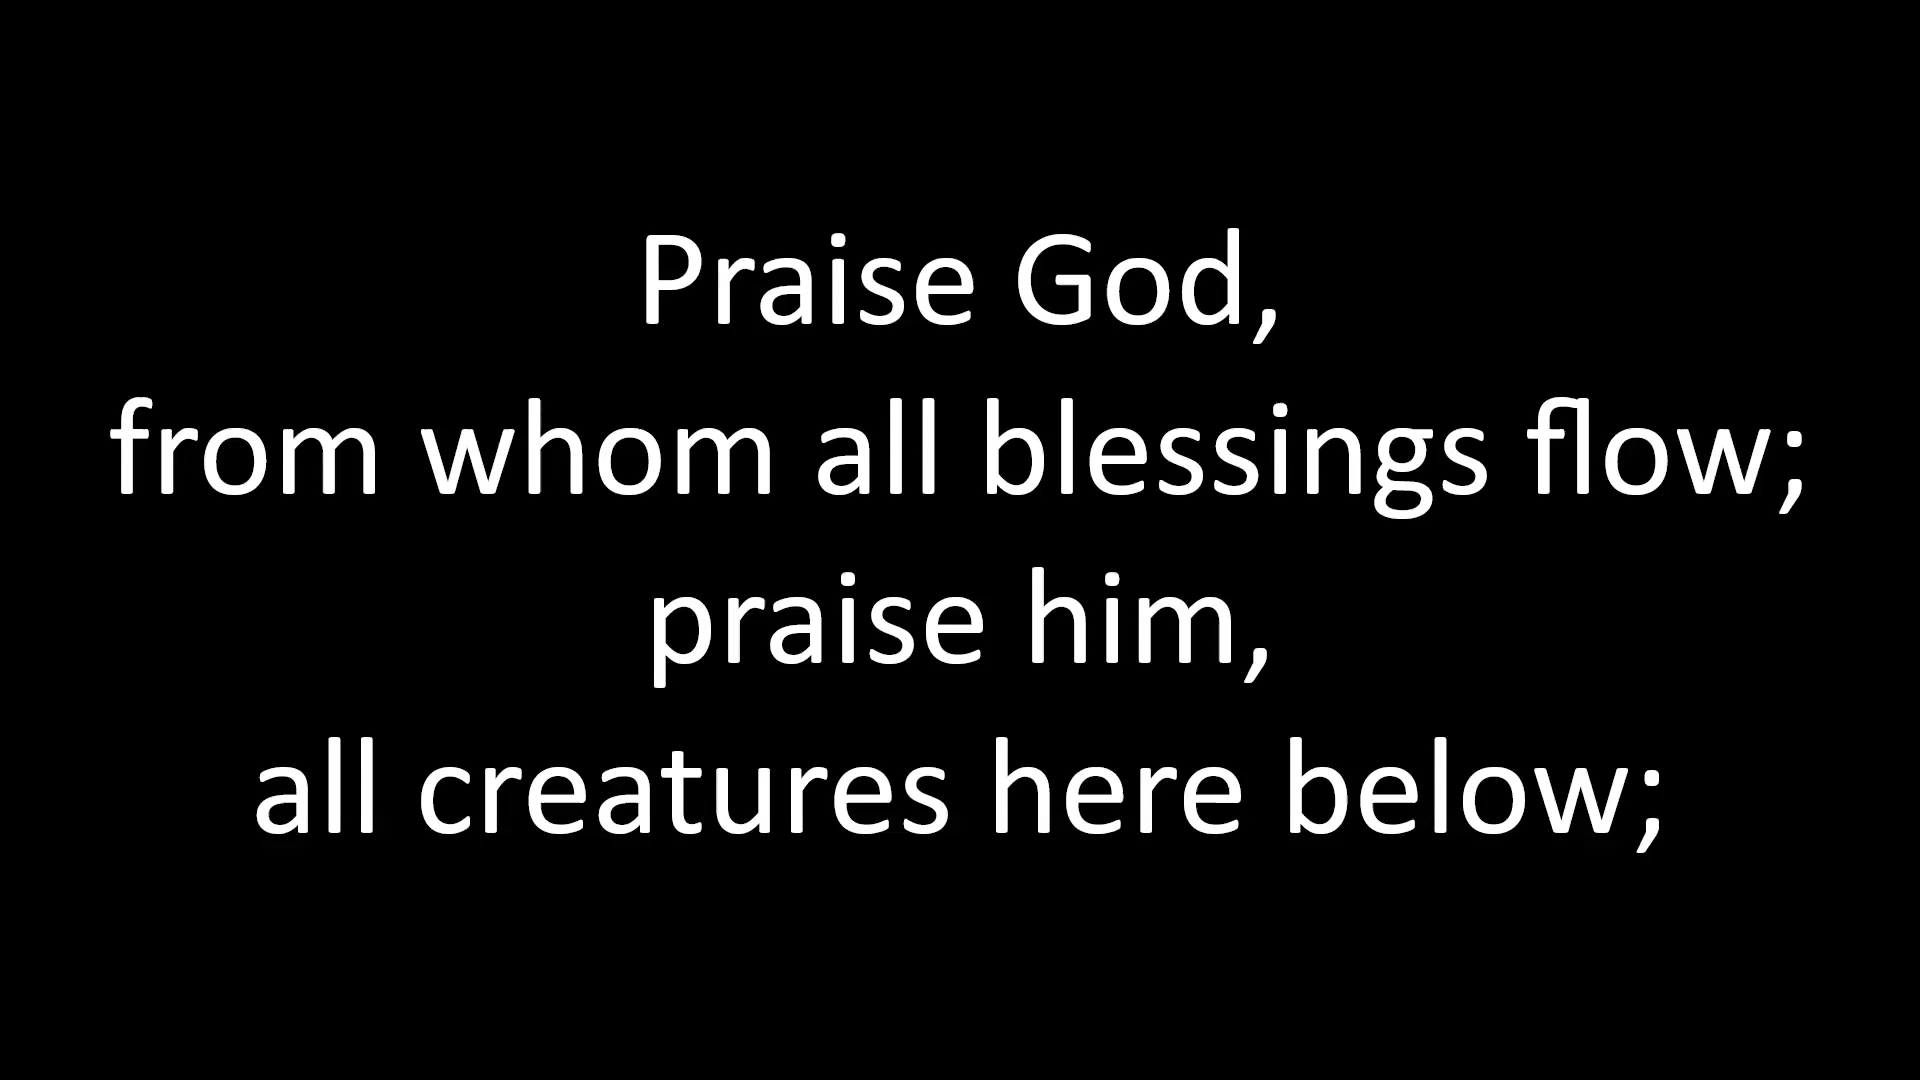 Praise God,
from whom all blessings flow;
praise him,
all creatures here below;